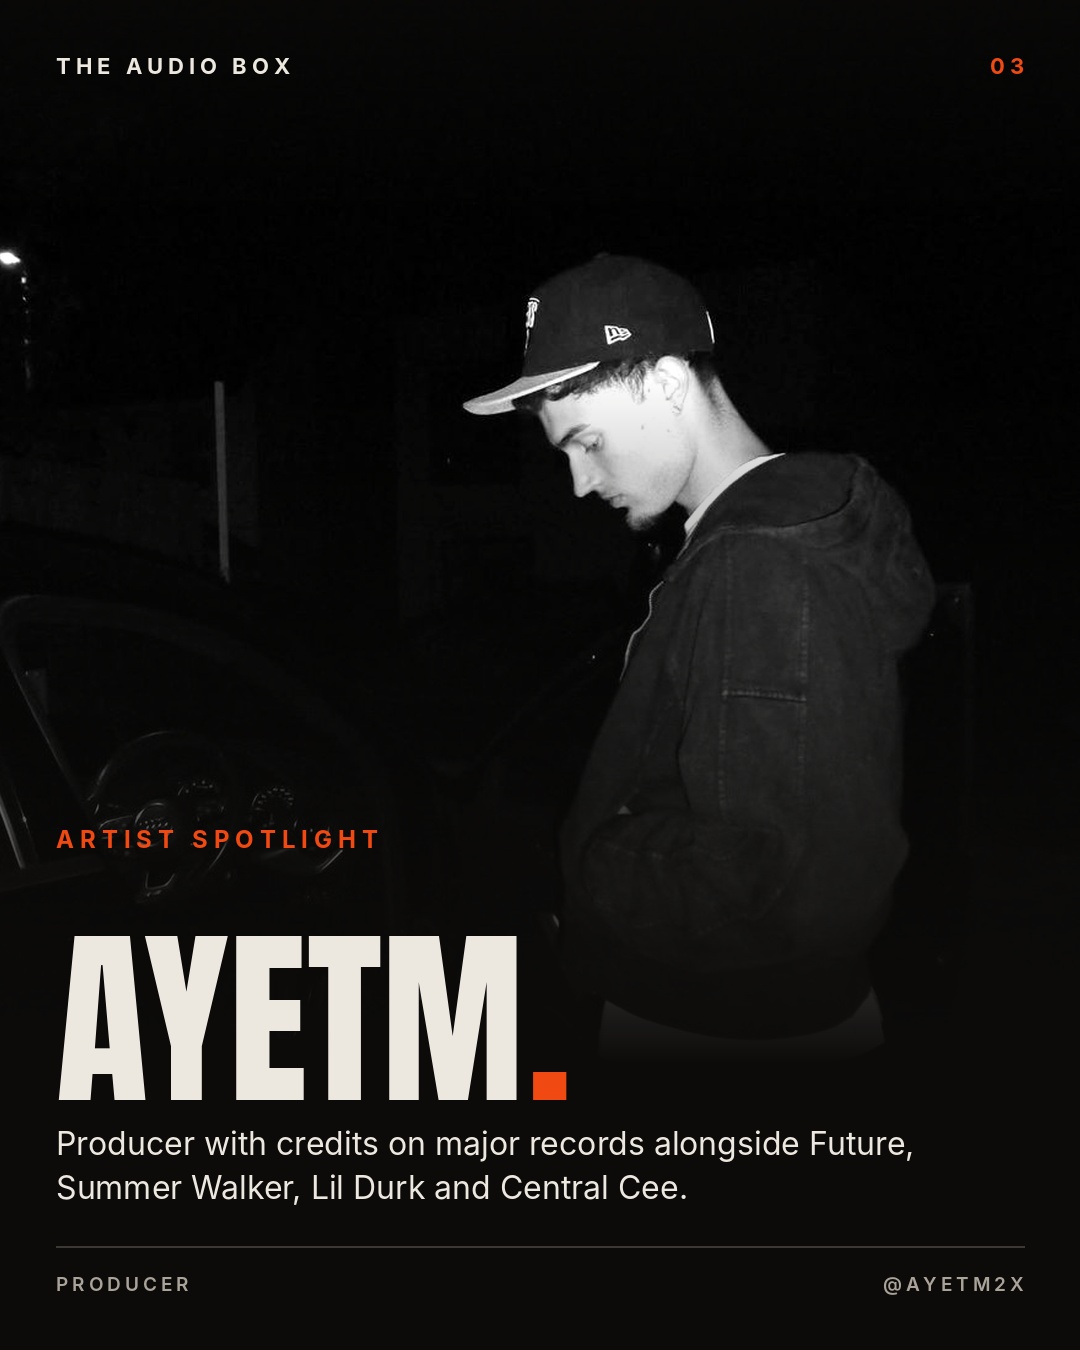 THE AUDIO BOX
03
ARTIST SPOTLIGHT
AYETM.
Producer with credits on major records alongside Future,
Summer Walker, Lil Durk and Central Cee.
PRODUCER
@AYETM2X